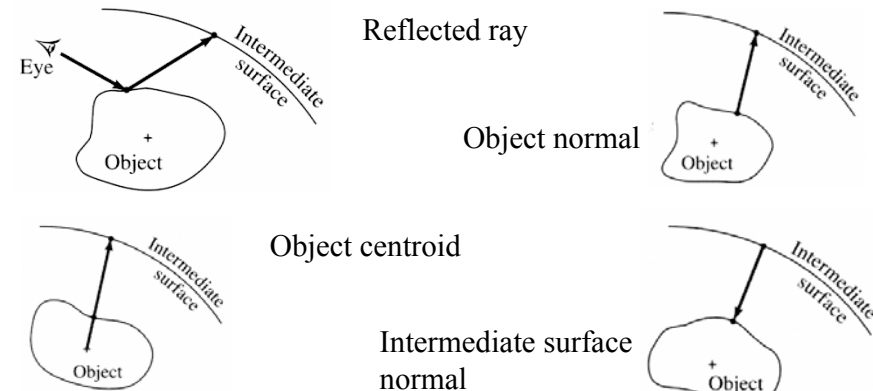 Reflected ray
Eye
Intermediate
surface
Object
Intermediate
surface
Object normal
Object
Object centroid
Intermediate
surface
Object
Intermediate
surface
Intermediate surface
normal
Object